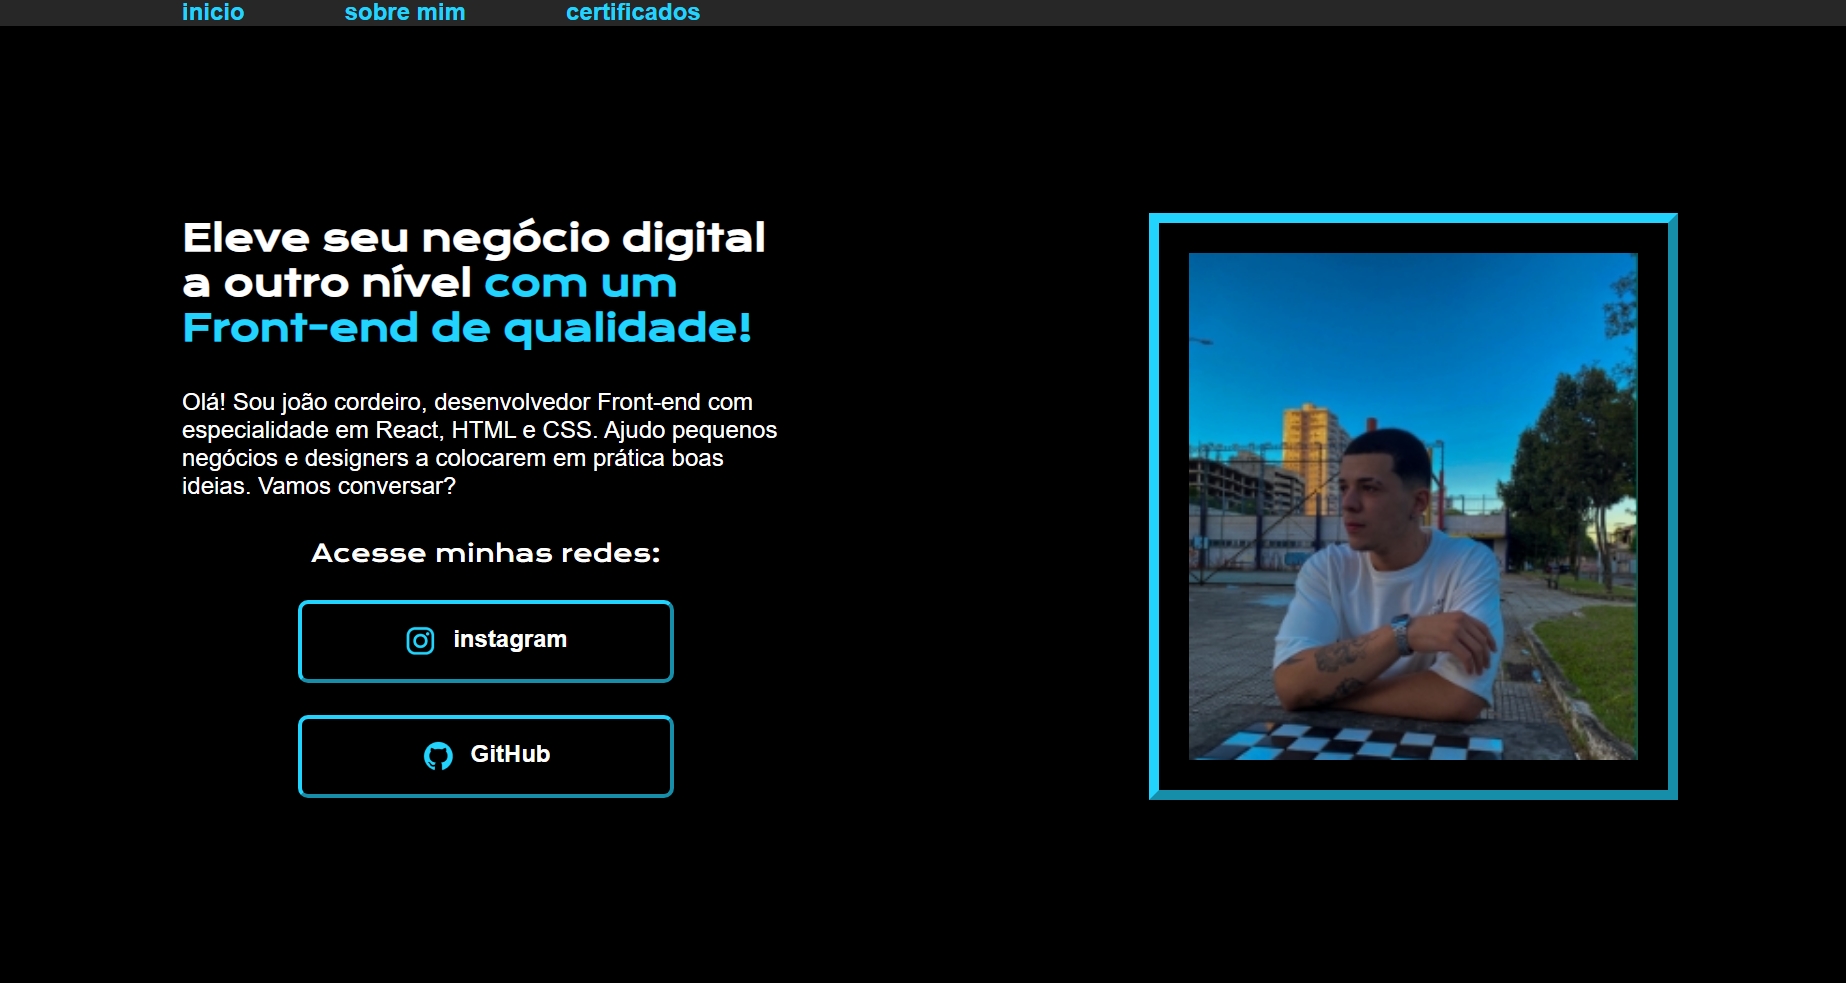 inicio sobre mim certificados
Eleve seu negócio digital
a outro nível com um
Front-end de qualidade!
Olá! Sou joão cordeiro, desenvolvedor Front-end com
especialidade em React, HTML e CSS. Ajudo pequenos
negócios e designers a colocarem em prática boas
ideias. Vamos conversar?
Acesse minhas redes:
instagram
GitHub